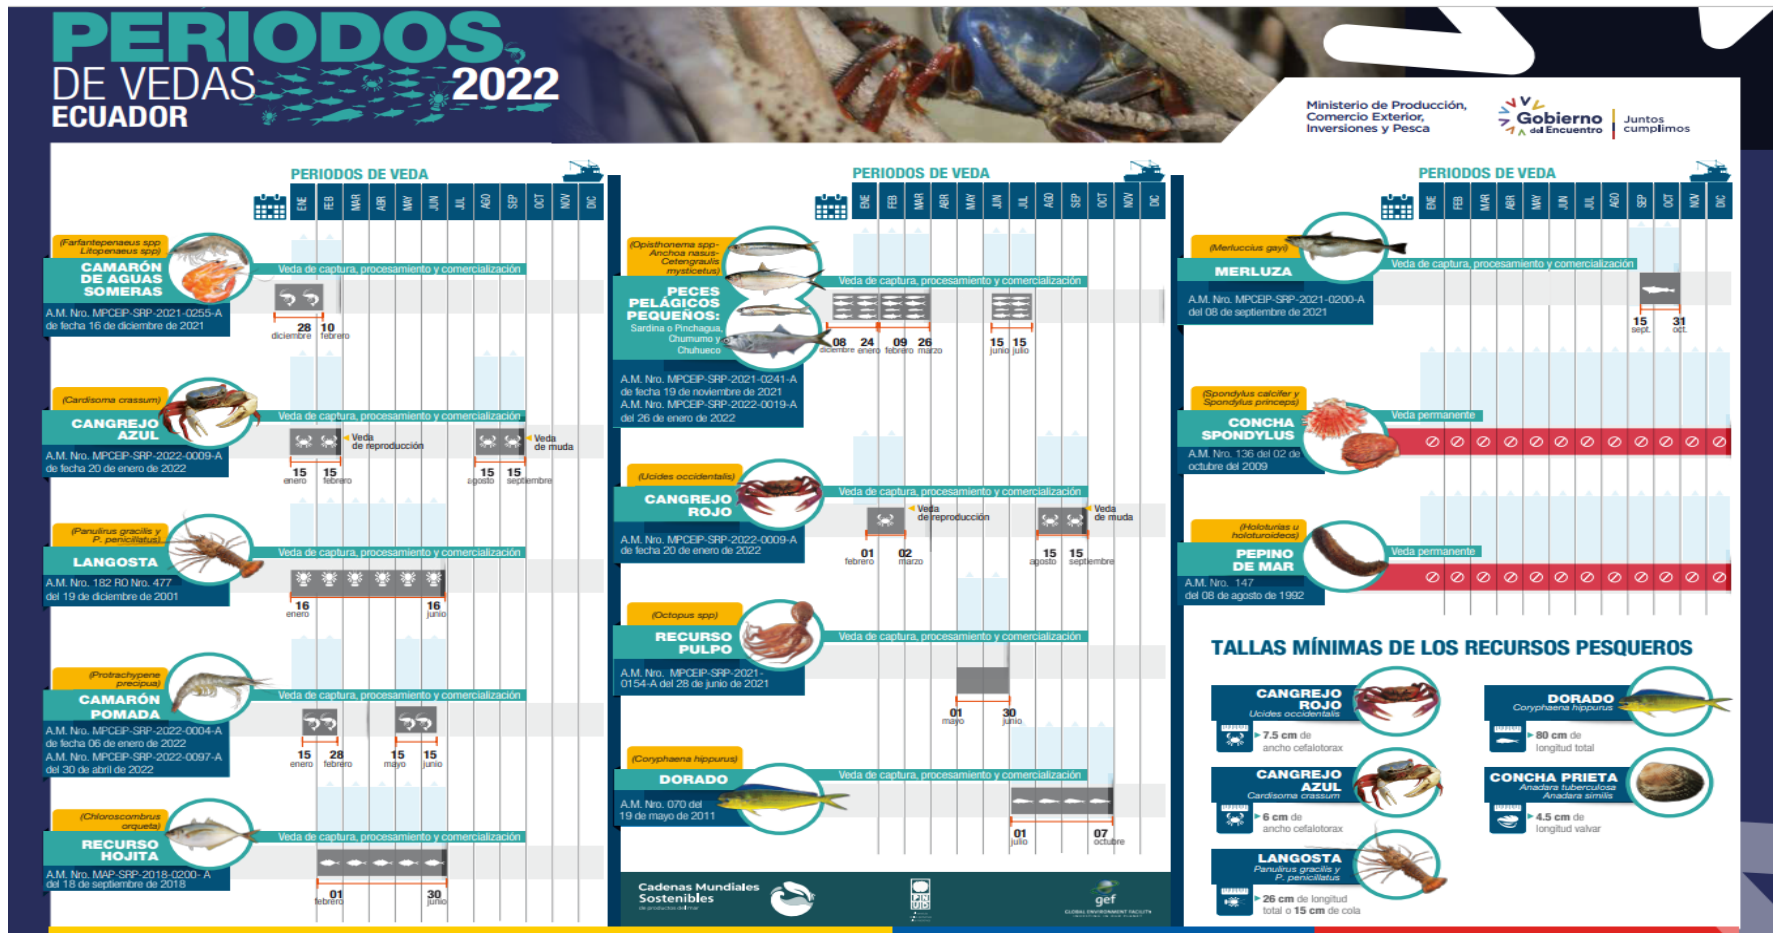 PERIODOS
DE VEDAS 2022
ECUADOR
Ministerio de Producción,
Comercio Exterior,
Inversiones y Pesca
Gobierno
del Encuentro
Juntos
cumplimos
PERIODOS DE VEDA
ENE FEB MAR ABR MAY JUN JUL AGO SEP OCT NOV DIC
(Farfantepenaeus spp
Litopenaeus spp)
CAMARÓN
DE AGUAS
SOMERAS
A.M. Nro. MPCEIP-SRP-2021-0255-A
de fecha 16 de diciembre de 2021
Veda de captura, procesamiento y comercialización
28 10
diciembre febrero
(Cardisoma crassum)
CANGREJO
AZUL
A.M. Nro. MPCEIP-SRP-2022-0009-A
de fecha 20 de enero de 2022
Veda de captura, procesamiento y comercialización
Veda
de reproducción
Veda
de muda
15 15 15 15
enero febrero agosto septiembre
(Panulirus gracilis y
P. penicillatus)
LANGOSTA
A.M. Nro. 182 RO Nro. 477
del 19 de diciembre de 2001
Veda de captura, procesamiento y comercialización
16 16
enero junio
(Protrachypene
precipua)
CAMARÓN
POMADA
A.M. Nro. MPCEIP-SRP-2022-0004-A
de fecha 06 de enero de 2022
A.M. Nro. MPCEIP-SRP-2022-0097-A
del 30 de abril de 2022
Veda de captura, procesamiento y comercialización
15 28 15 15
enero febrero mayo junio
(Chloroscombrus
orqueta)
RECURSO
HOJITA
A.M. Nro. MAP-SRP-2018-0200- A
del 18 de septiembre de 2018
Veda de captura, procesamiento y comercialización
01 30
febrero junio
PERIODOS DE VEDA
ENE FEB MAR ABR MAY JUN JUL AGO SEP OCT NOV DIC
(Opisthonema spp-
Anchoa nasus-
Cetengraulis
mysticetus)
PECES
PELÁGICOS
PEQUEÑOS:
Sardina o Pinchagua,
Chumumo y
Chuhueco
A.M. Nro. MPCEIP-SRP-2021-0241-A
de fecha 19 de noviembre de 2021
A.M. Nro. MPCEIP-SRP-2022-0019-A
del 26 de enero de 2022
Veda de captura, procesamiento y comercialización
08 24 09 26 15 15
diciembre enero febrero marzo junio julio
(Ucides occidentalis)
CANGREJO
ROJO
A.M. Nro. MPCEIP-SRP-2022-0009-A
de fecha 20 de enero de 2022
Veda de captura, procesamiento y comercialización
Veda
de reproducción
Veda
de muda
01 02 15 15
febrero marzo agosto septiembre
(Octopus spp)
RECURSO
PULPO
A.M. Nro. MPCEIP-SRP-2021-
0154-A del 28 de junio de 2021
Veda de captura, procesamiento y comercialización
01 30
mayo junio
(Coryphaena hippurus)
DORADO
A.M. Nro. 070 del
19 de mayo de 2011
Veda de captura, procesamiento y comercialización
01 07
julio octubre
Cadenas Mundiales
Sostenibles
de productos del mar
PNUD
gef
GLOBAL ENVIRONMENT FACILITY
INVESTING IN OUR PLANET
PERIODOS DE VEDA
ENE FEB MAR ABR MAY JUN JUL AGO SEP OCT NOV DIC
(Merluccius gayi)
MERLUZA
A.M. Nro. MPCEIP-SRP-2021-0200-A
del 08 de septiembre de 2021
Veda de captura, procesamiento y comercialización
15 31
sept. oct.
(Spondylus calcifer y
Spondylus princeps)
CONCHA
SPONDYLUS
A.M. Nro. 136 del 02 de
octubre del 2009
Veda permanente
(Holoturias u
holoturoideos)
PEPINO
DE MAR
A.M. Nro. 147
del 08 de agosto de 1992
Veda permanente
TALLAS MÍNIMAS DE LOS RECURSOS PESQUEROS
CANGREJO
ROJO
Ucides occidentalis
7.5 cm de
ancho cefalotorax
CANGREJO
AZUL
Cardisoma crassum
6 cm de
ancho cefalotorax
LANGOSTA
Panulirus gracilis y
P. penicillatus
26 cm de longitud
total o 15 cm de cola
DORADO
Coryphaena hippurus
80 cm de
longitud total
CONCHA PRIETA
Anadara tuberculosa
Anadara similis
4.5 cm de
longitud valvar